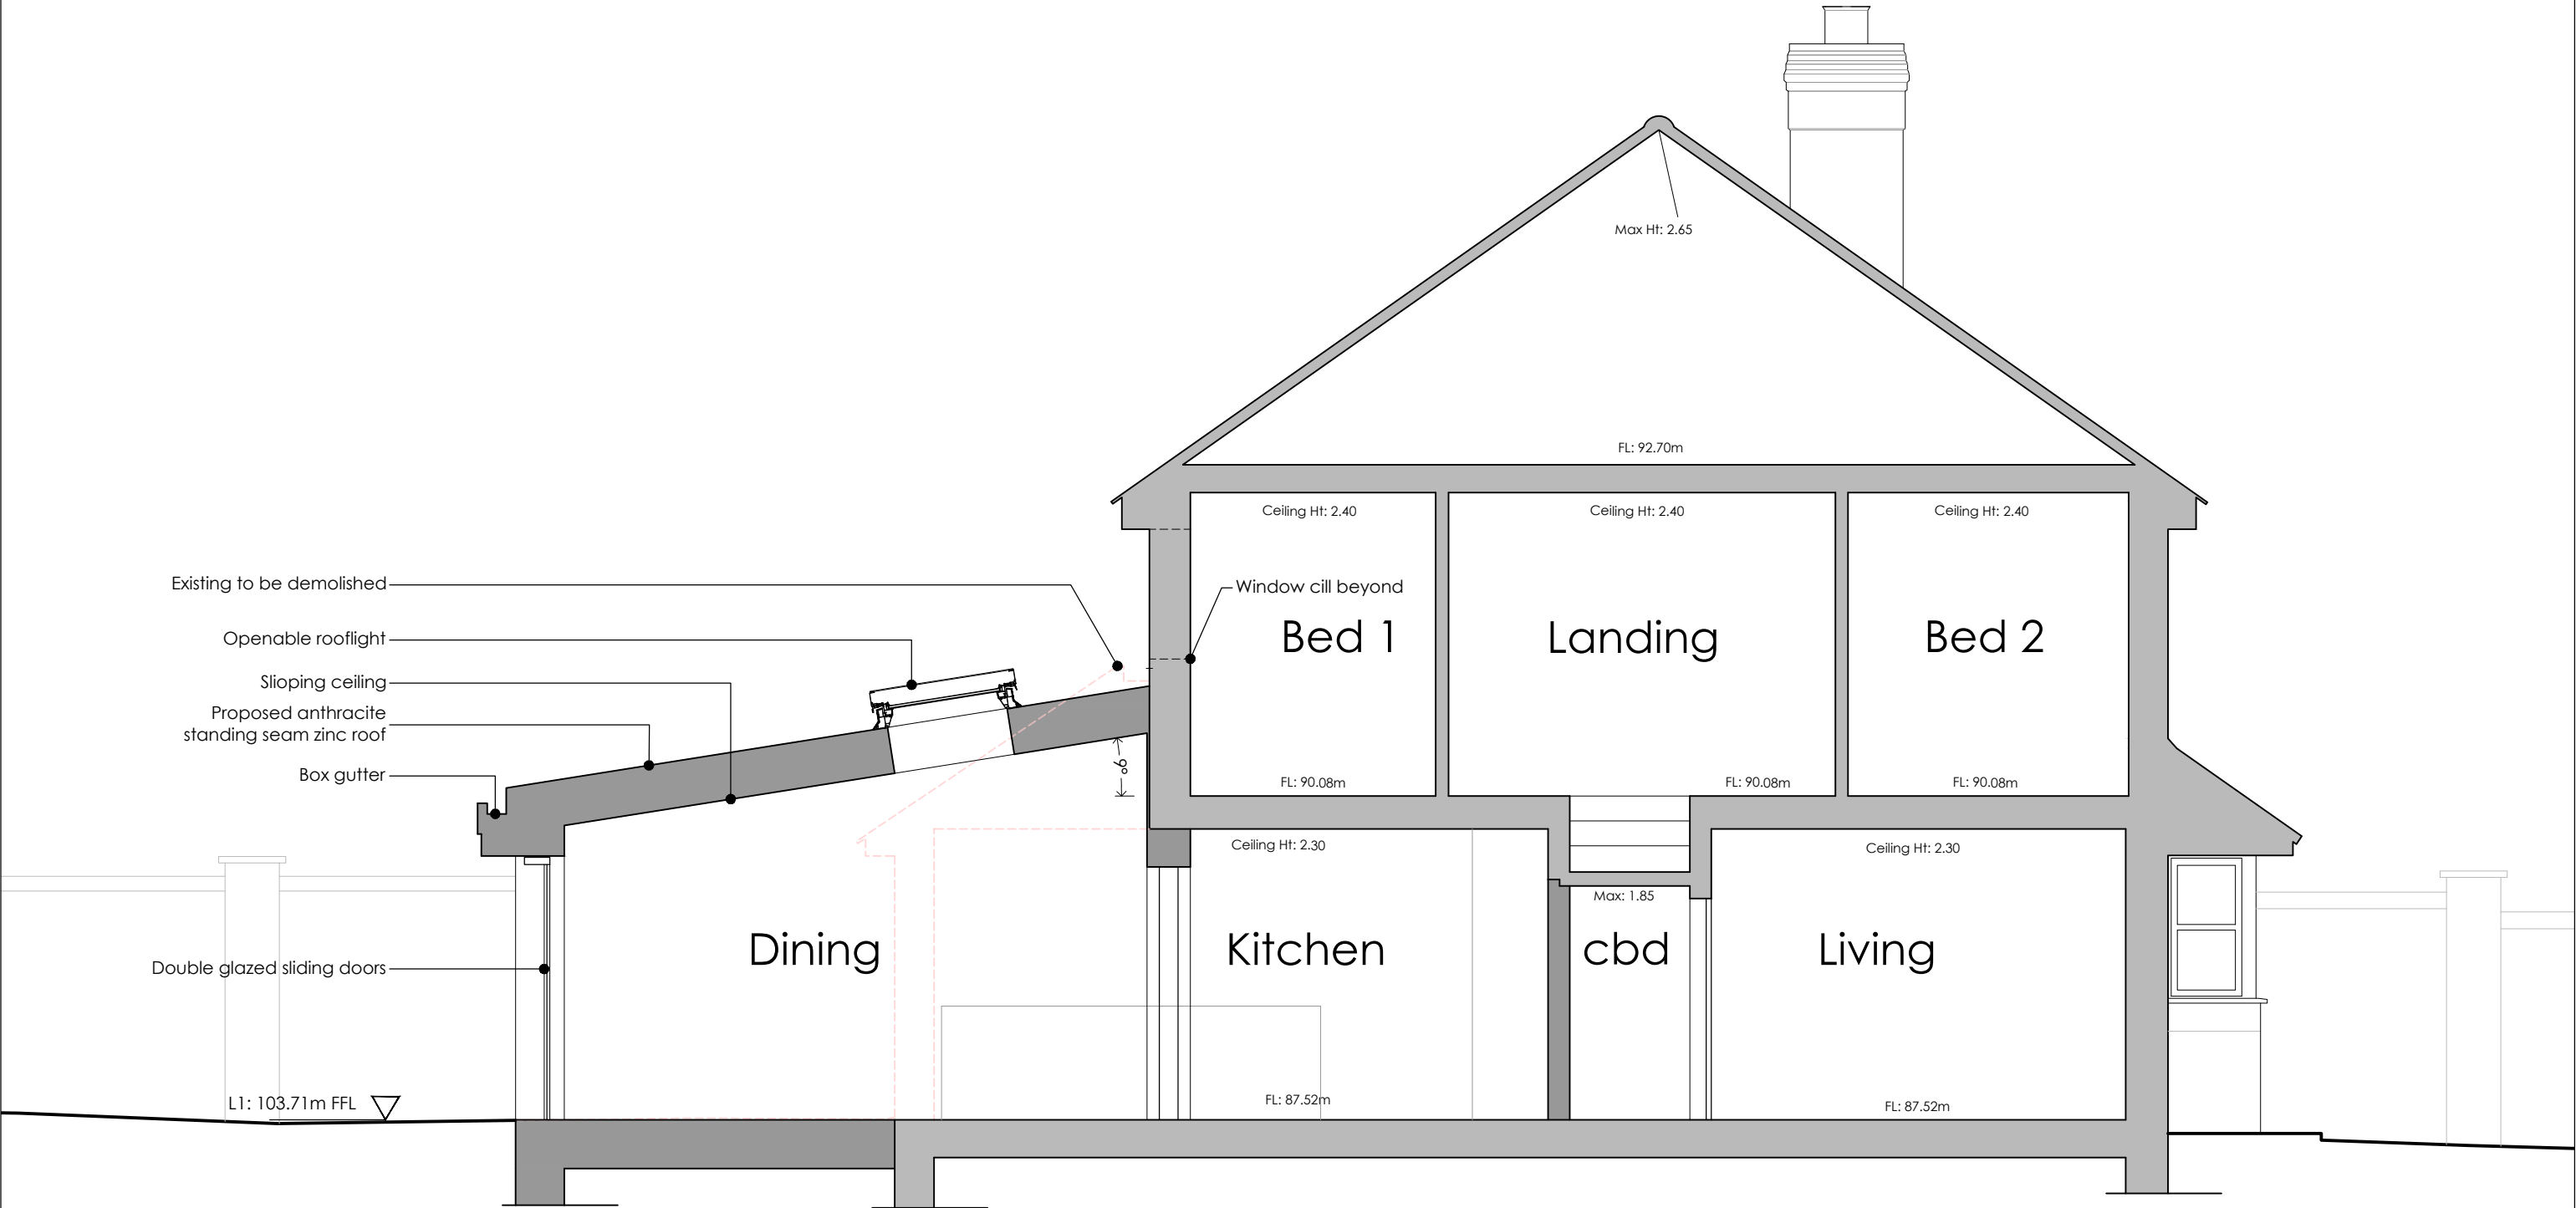 Max Ht: 2.65
FL: 92.70m
Ceiling Ht: 2.40
Ceiling Ht: 2.40
Ceiling Ht: 2.40
Existing to be demolished
Window cill beyond
Openable rooflight
Bed 1
Landing
Bed 2
Slioping ceiling
Proposed anthracite
standing seam zinc roof
Box gutter
9°
FL: 90.08m
FL: 90.08m
FL: 90.08m
Ceiling Ht: 2.30
Ceiling Ht: 2.30
Max: 1.85
Dining
Kitchen
cbd
Living
Double glazed sliding doors
L1: 103.71m FFL
FL: 87.52m
FL: 87.52m